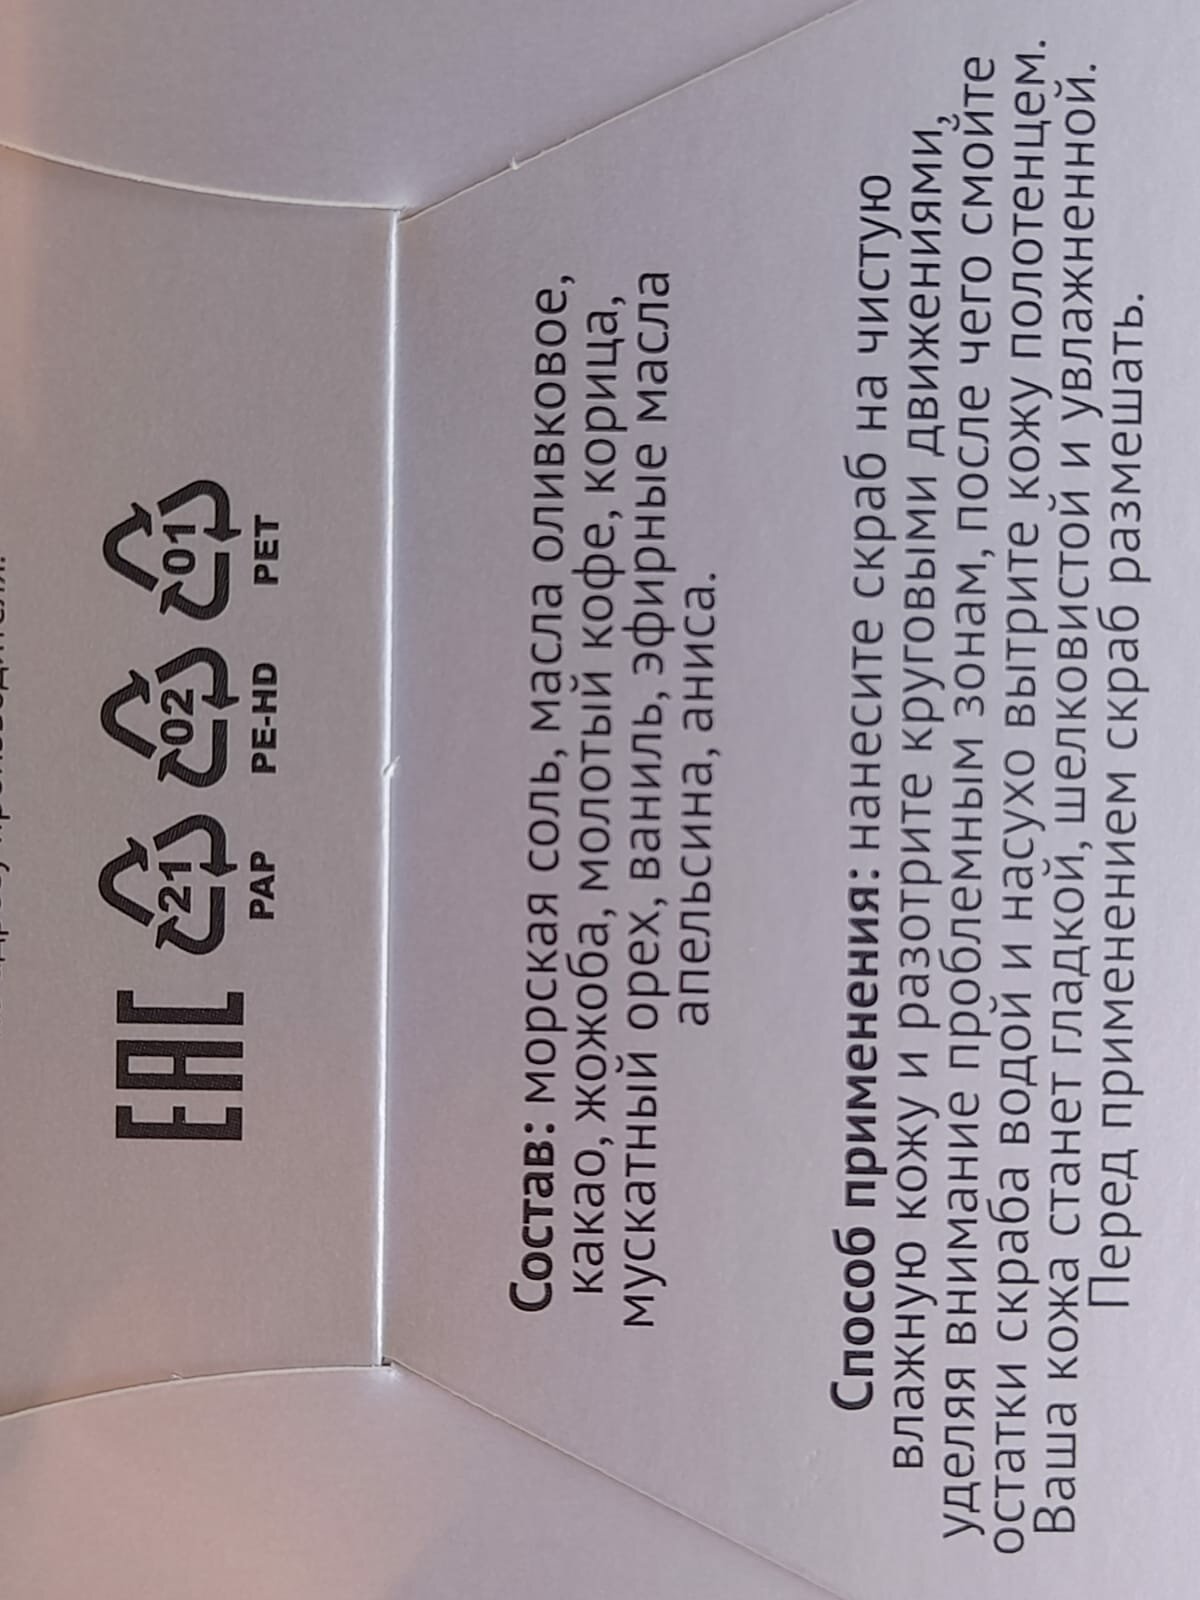 ЕАС
21 02 01
PAP PE-HD PET
Состав: морская соль, масла оливковое,
какао, жожоба, молотый кофе, корица,
мускатный орех, ваниль, эфирные масла
апельсина, аниса.
Способ применения: нанесите скраб на чистую
влажную кожу и разотрите круговыми движениями,
уделяя внимание проблемным зонам, после чего смойте
остатки скраба водой и насухо вытрите кожу полотенцем.
Ваша кожа станет гладкой, шелковистой и увлажненной.
Перед применением скраб размешать.